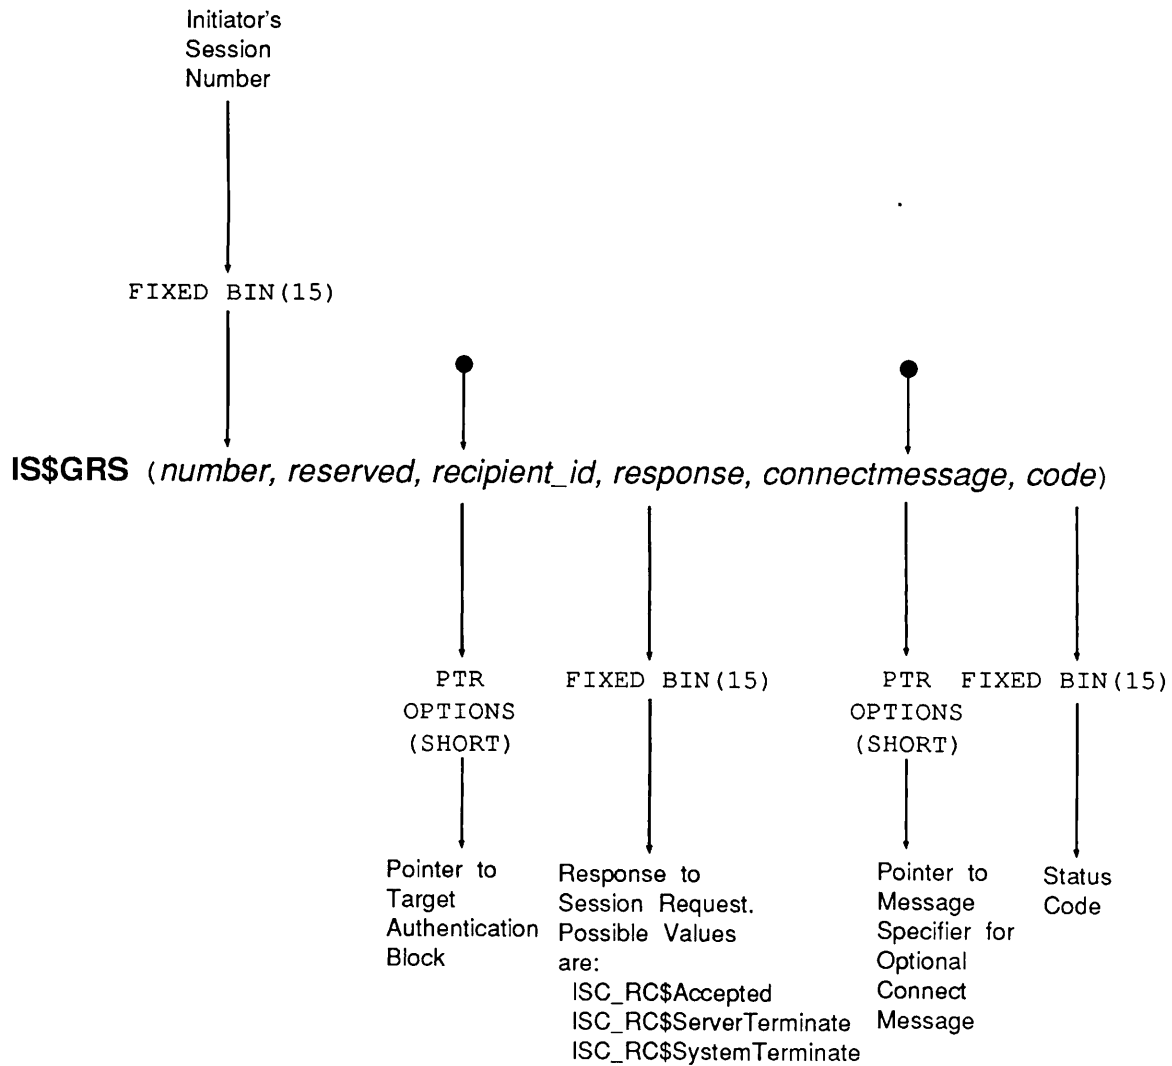 Initiator's
Session
Number
FIXED BIN(15)
IS$GRS (number, reserved, recipient_id, response, connectmessage, code)
PTR
OPTIONS
(SHORT)
FIXED BIN(15)
PTR
OPTIONS
(SHORT)
FIXED BIN(15)
Pointer to
Target
Authentication
Block
Response to
Session Request.
Possible Values
are:
ISC_RC$Accepted
ISC_RC$ServerTerminate
ISC_RC$SystemTerminate
Pointer to
Message
Specifier for
Optional
Connect
Message
Status
Code